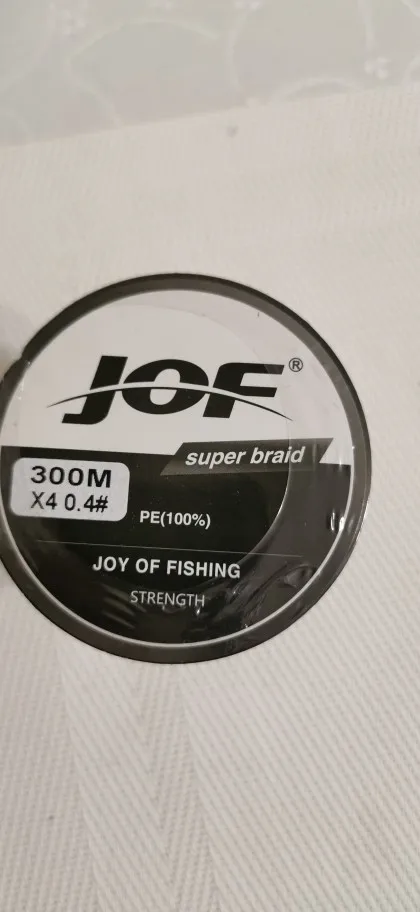 JOF®
super braid
300M
X4 0.4#
PE(100%)
JOY OF FISHING
STRENGTH